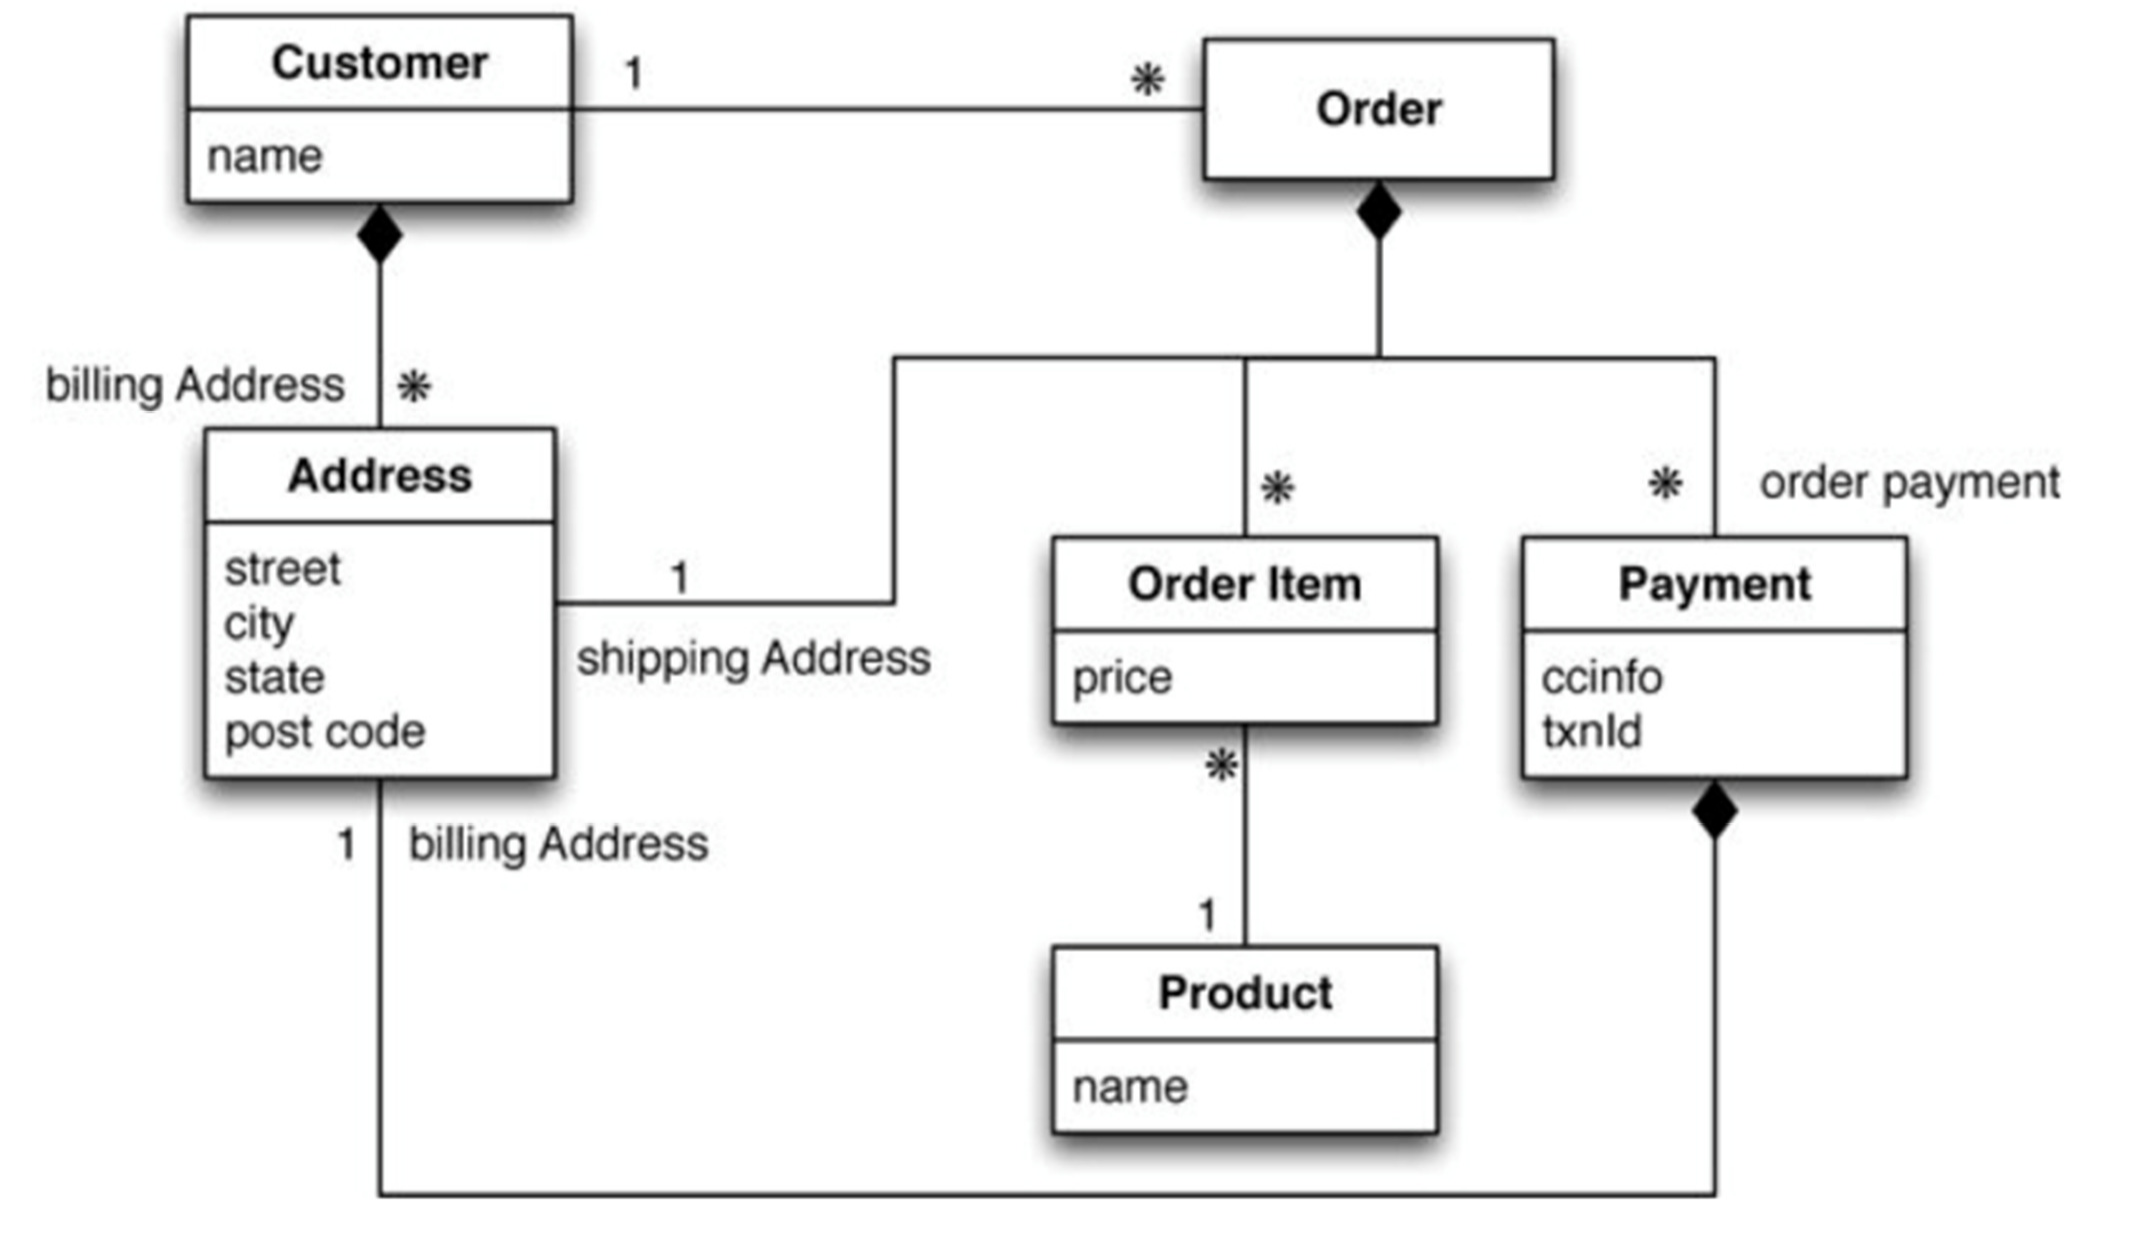 Customer
name
1
*
Order
billing Address
*
Address
street
city
state
post code
1
shipping Address
*
Order Item
price
*
order payment
Payment
ccinfo
txnId
*
1
Product
name
1
billing Address